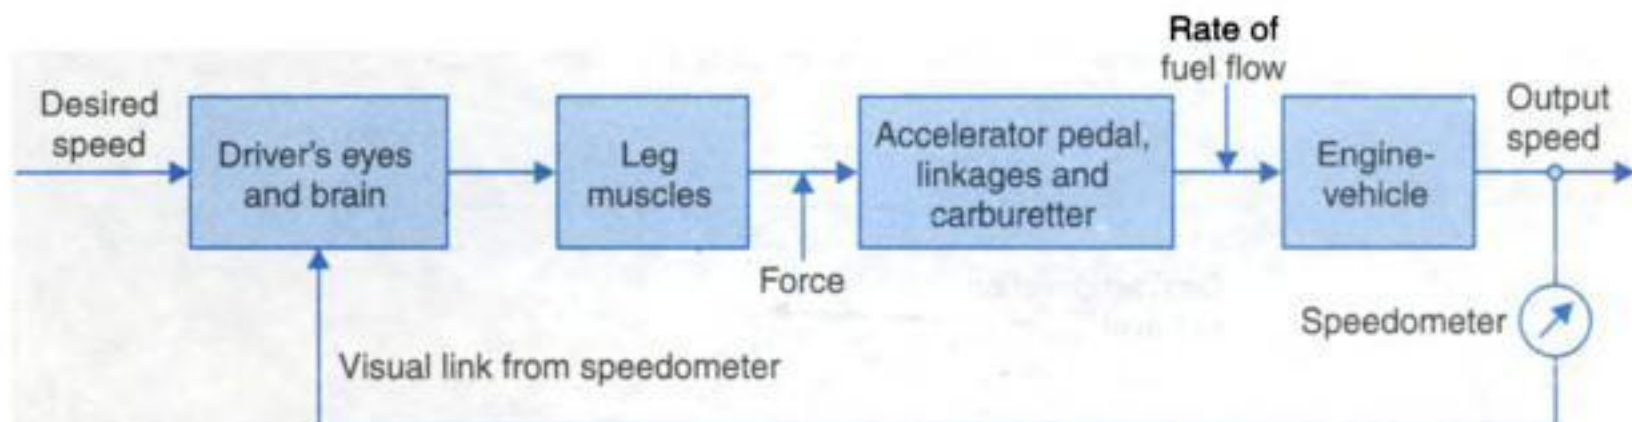 Desired
speed
Driver's eyes
and brain
Leg
muscles
Force
Accelerator pedal,
linkages and
carburetter
Rate of
fuel flow
Engine-
vehicle
Output
speed
Speedometer
Visual link from speedometer